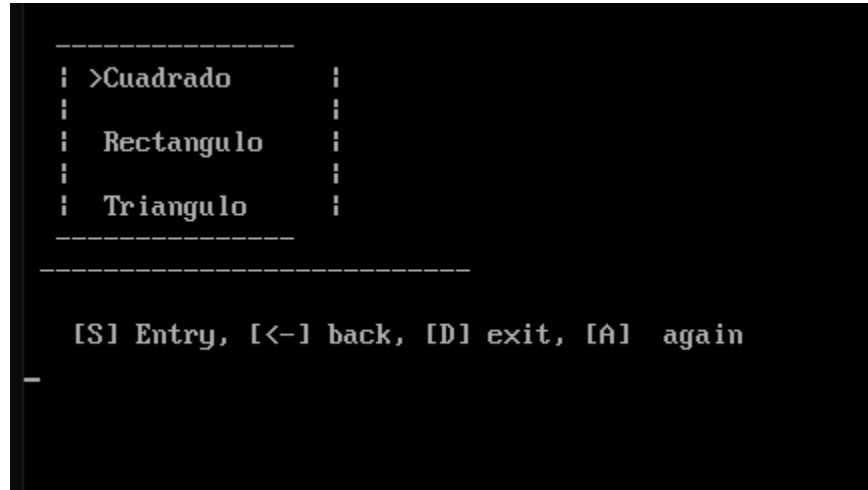 ---------------
| >Cuadrado |
| |
| Rectangulo |
| |
| Triangulo |
---------------
---------------------------
[S] Entry, [<-] back, [D] exit, [A] again
_